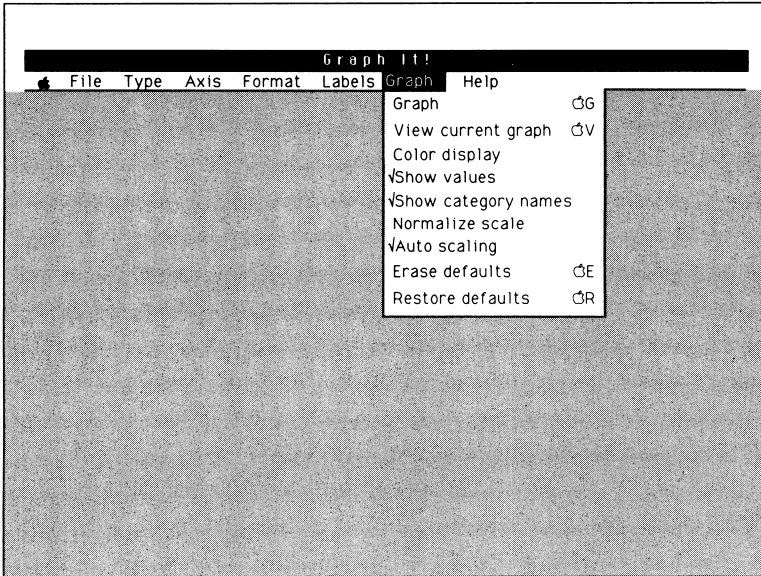 Graph It!
File Type Axis Format Labels Graph Help
Graph G
View current graph V
Color display
√Show values
√Show category names
Normalize scale
√Auto scaling
Erase defaults E
Restore defaults R